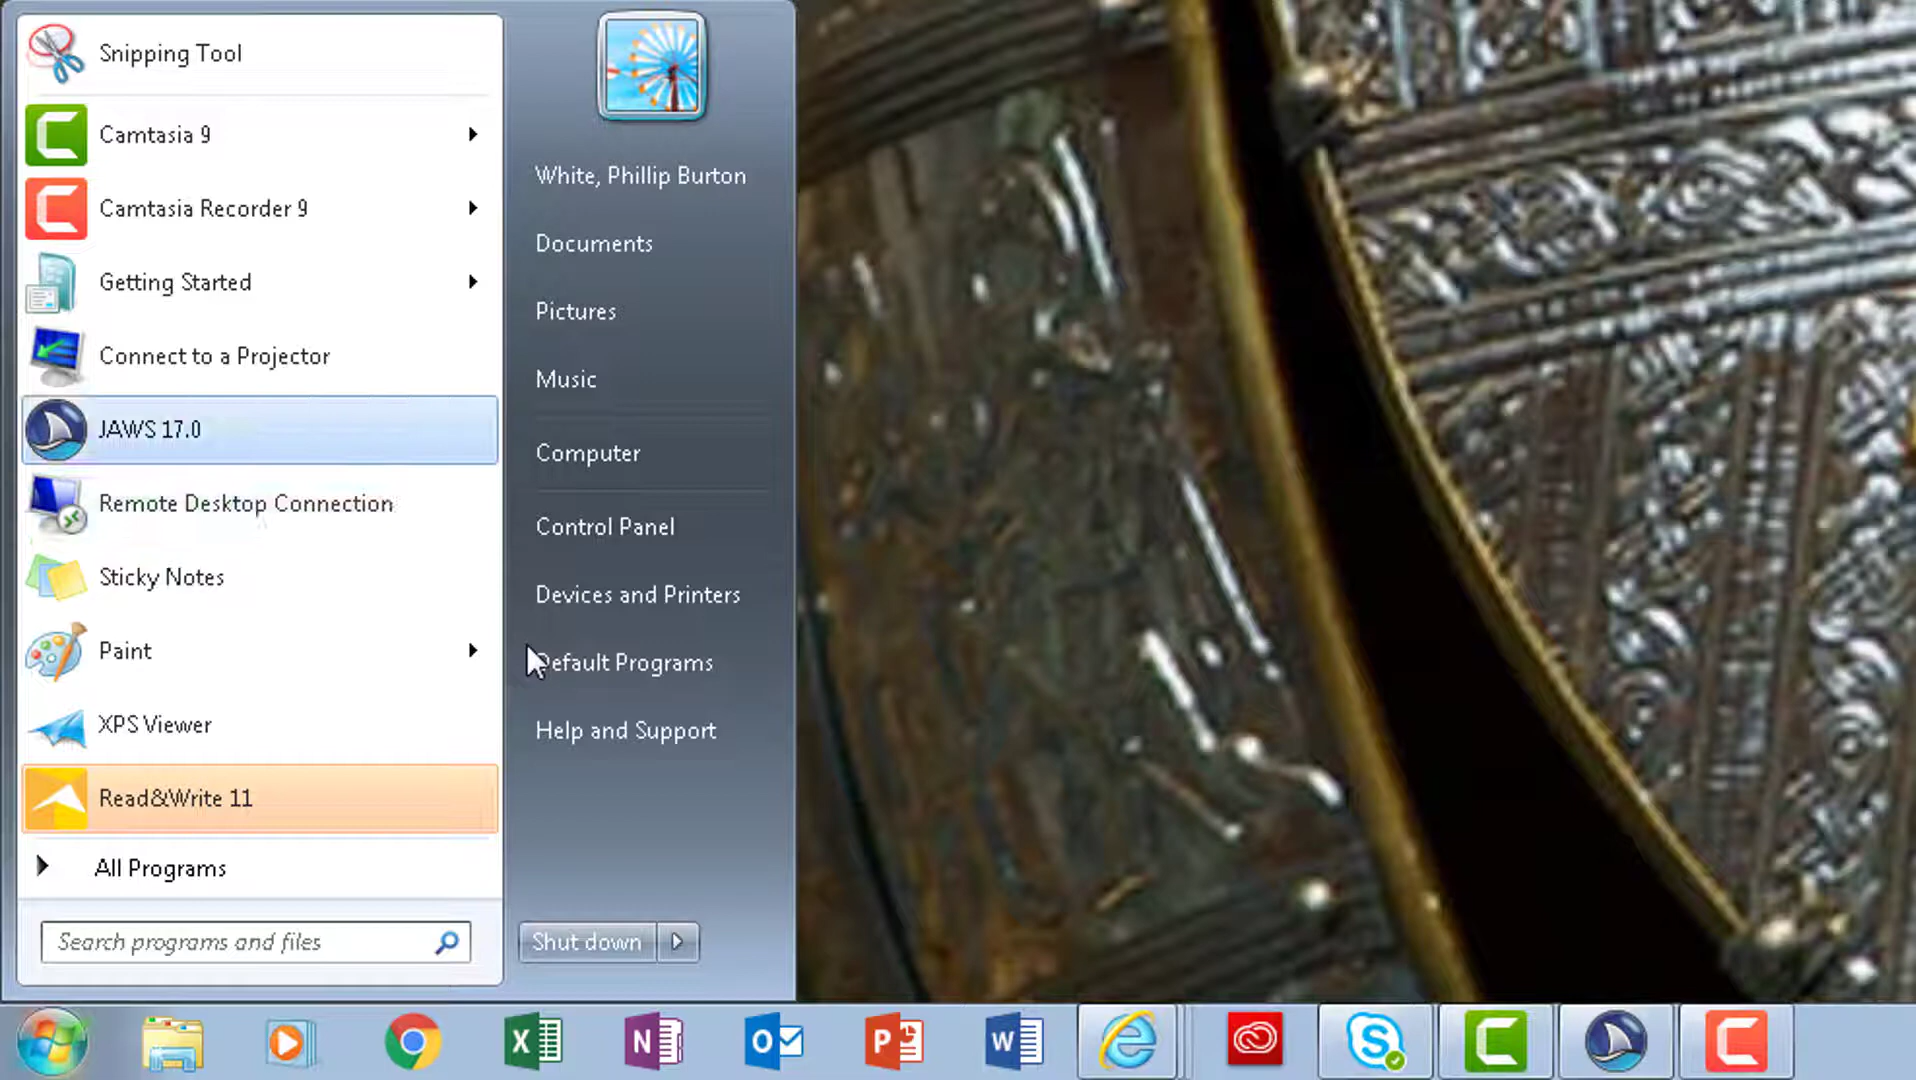 Snipping Tool
Camtasia 9
Camtasia Recorder 9
Getting Started
Connect to a Projector
JAWS 17.0
Remote Desktop Connection
Sticky Notes
Paint
XPS Viewer
Read&Write 11
All Programs
Search programs and files
White, Phillip Burton
Documents
Pictures
Music
Computer
Control Panel
Devices and Printers
Default Programs
Help and Support
Shut down